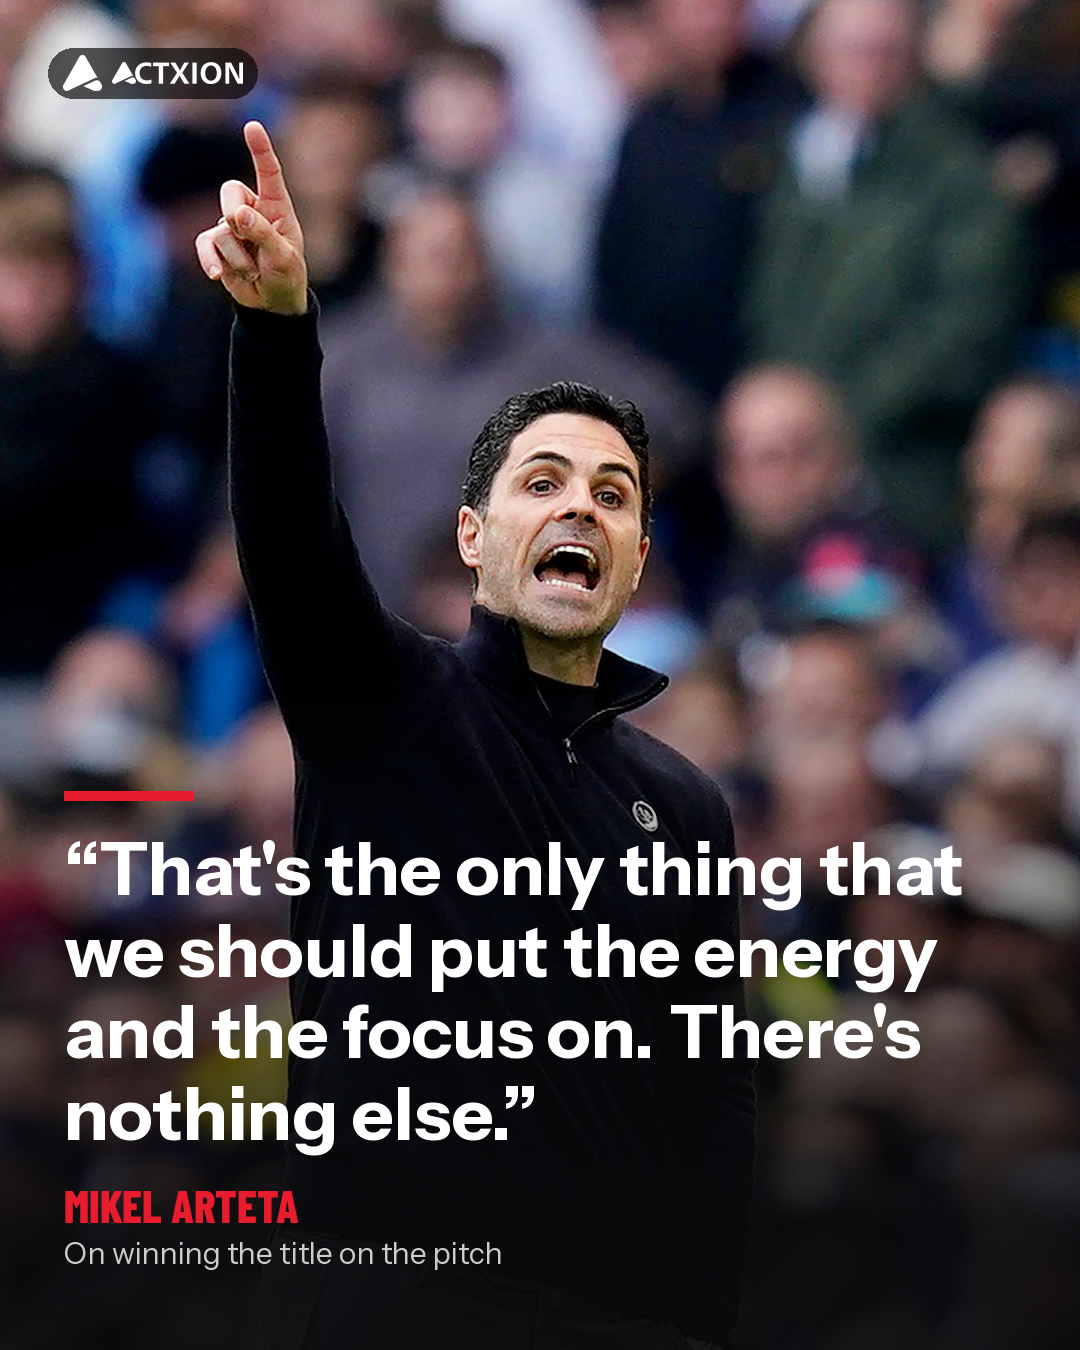 ACTXION
“That's the only thing that
we should put the energy
and the focus on. There's
nothing else.”
MIKEL ARTETA
On winning the title on the pitch